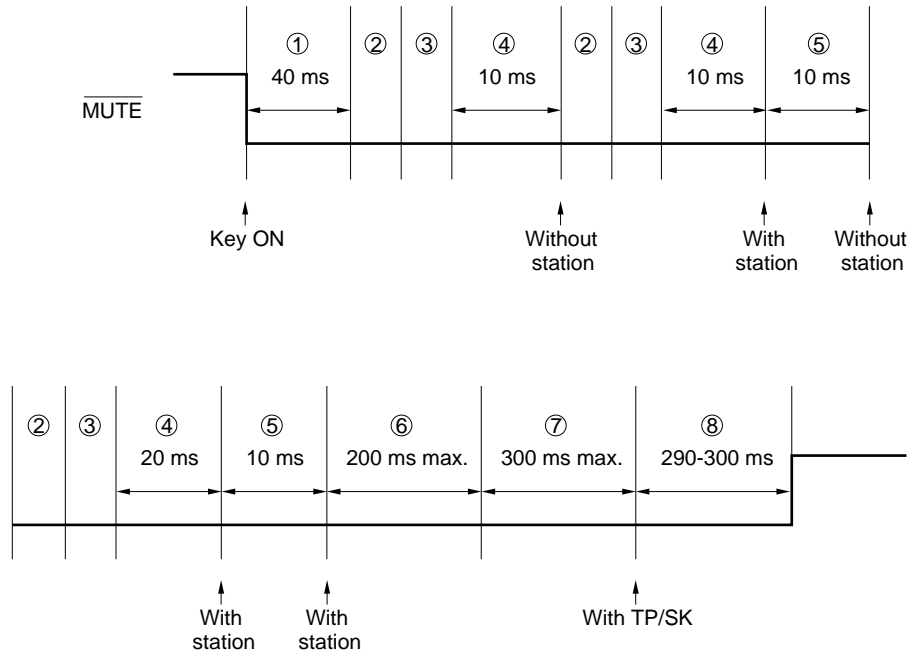 ① ② ③ ④ ② ③ ④ ⑤
40 ms 10 ms 10 ms 10 ms
MUTE
Key ON Without station With station Without station
② ③ ④ ⑤ ⑥ ⑦ ⑧
20 ms 10 ms 200 ms max. 300 ms max. 290-300 ms
With station With station With TP/SK